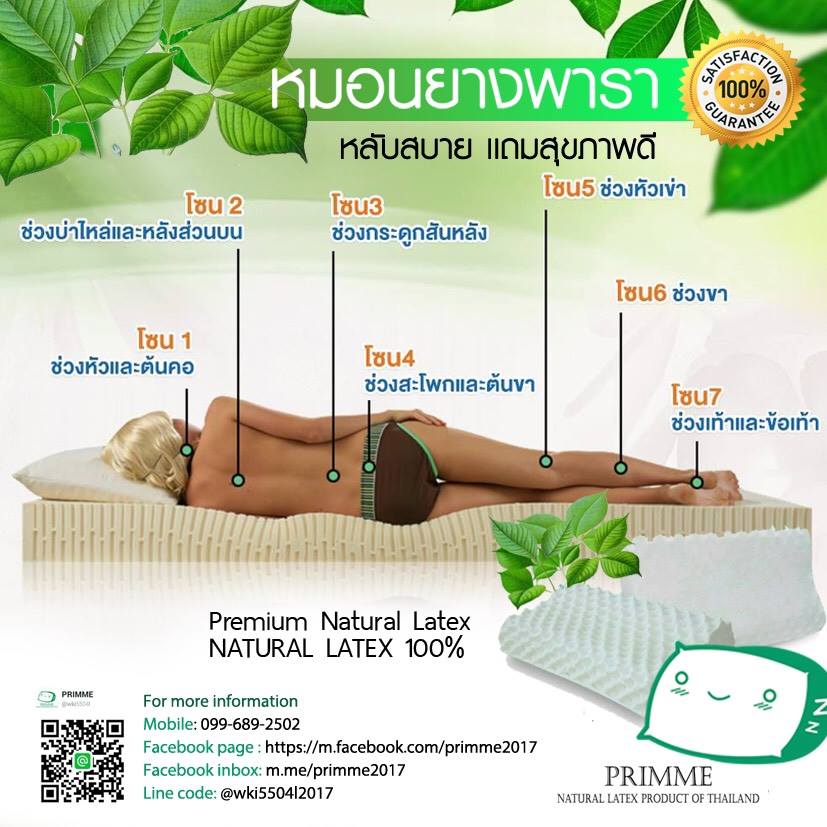 หมอนยางพารา
SATISFACTION
100%
GUARANTEE
หลับสบาย แถมสุขภาพดี
โซน 2
ช่วงบ่าไหล่และหลังส่วนบน
โซน3
ช่วงกระดูกสันหลัง
โซน5 ช่วงหัวเข่า
โซน6 ช่วงขา
โซน 1
ช่วงหัวและต้นคอ
โซน4
ช่วงสะโพกและต้นขา
โซน7
ช่วงเท้าและข้อเท้า
Premium Natural Latex
NATURAL LATEX 100%
PRIMME
For more information
Mobile: 099-689-2502
Facebook page : https://m.facebook.com/primme2017
Facebook inbox: m.me/primme2017
Line code: @wki5504l2017
Z
Z
PRIMME
NATURAL LATEX PRODUCT OF THAILAND